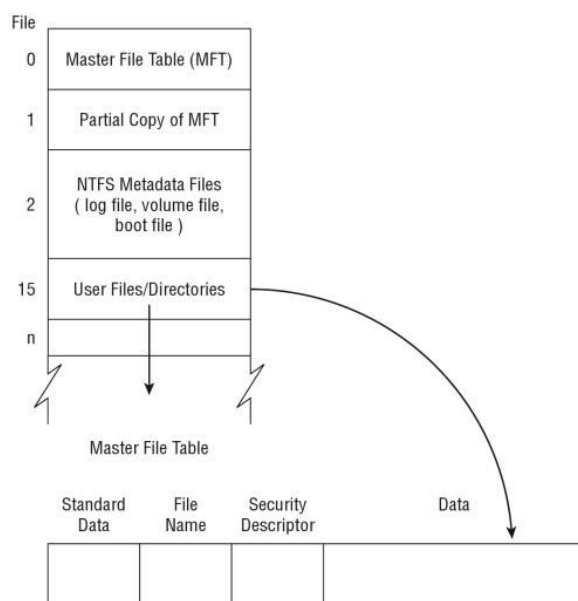 File
0 Master File Table (MFT)
1 Partial Copy of MFT
NTFS Metadata Files
2 ( log file, volume file,
boot file )
15 User Files/Directories
n
Master File Table
Standard File Security Data
Data Name Descriptor